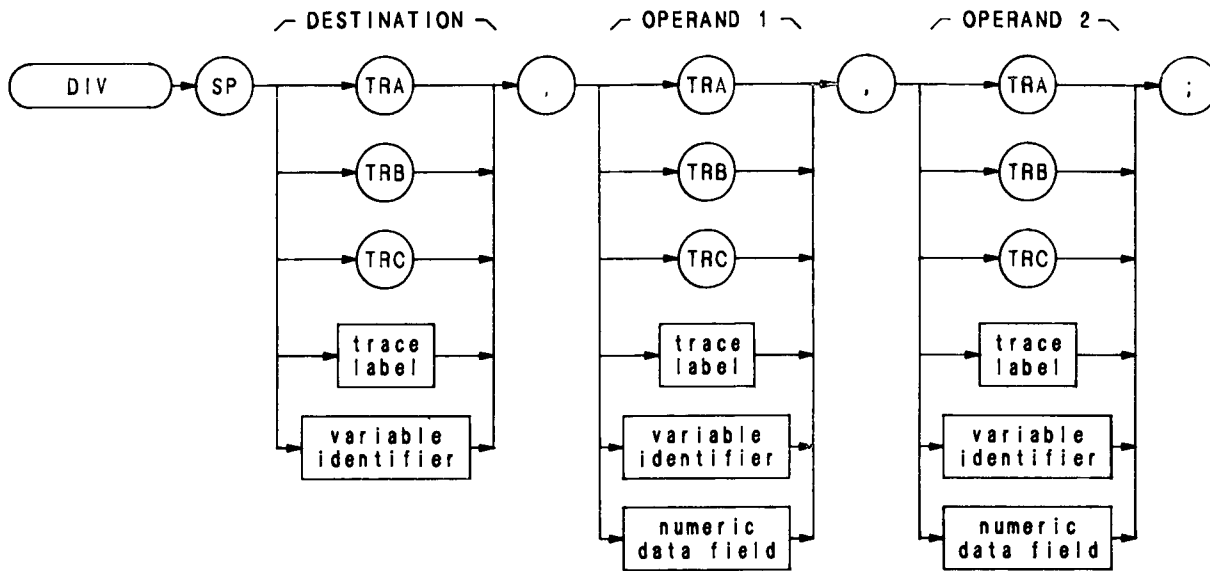 DESTINATION OPERAND 1 OPERAND 2
DIV SP TRA , TRA , TRA ;
TRB TRB TRB
TRC TRC TRC
trace trace trace
label label label
variable variable variable
identifier identifier identifier
numeric numeric
data field data field